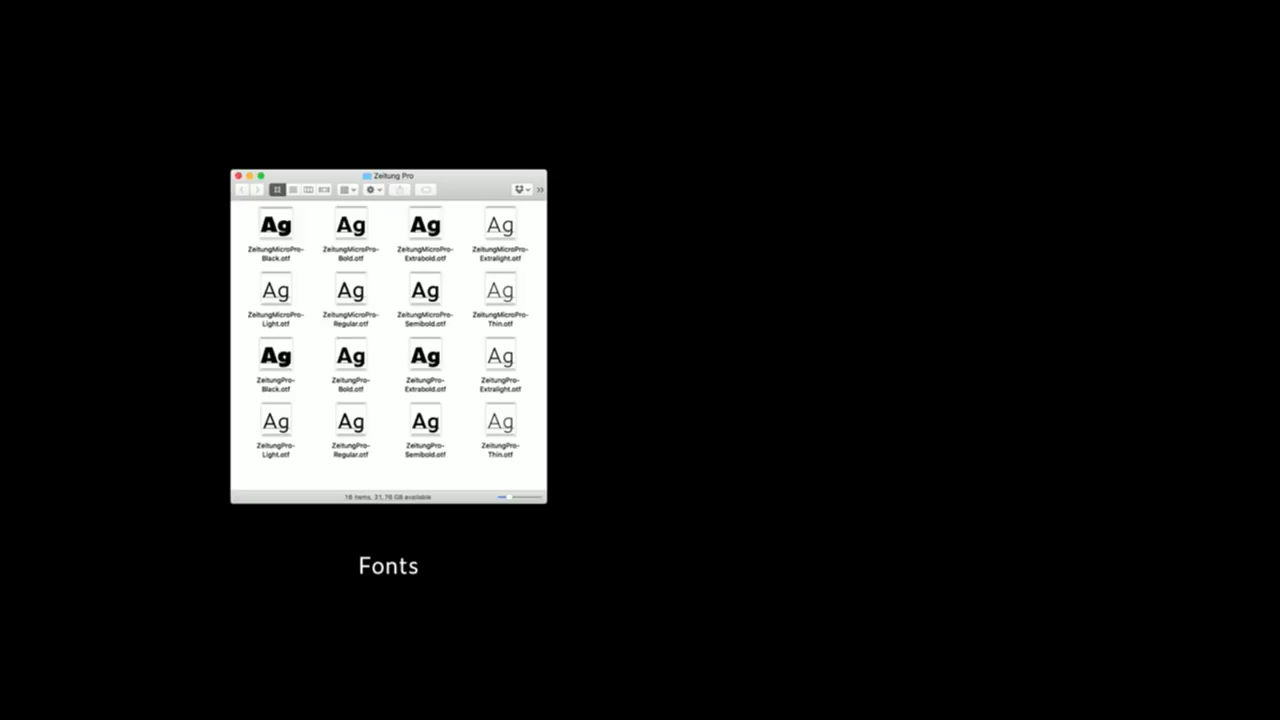 Zeitung Pro
Ag Ag Ag Ag
ZeitungMicroPro- ZeitungMicroPro- ZeitungMicroPro- ZeitungMicroPro-
Black.otf Bold.otf Extrabold.otf Extralight.otf
Ag Ag Ag Ag
ZeitungMicroPro- ZeitungMicroPro- ZeitungMicroPro- ZeitungMicroPro-
Light.otf Regular.otf Semibold.otf Thin.otf
Ag Ag Ag Ag
ZeitungPro- ZeitungPro- ZeitungPro- ZeitungPro-
Black.otf Bold.otf Extrabold.otf Extralight.otf
Ag Ag Ag Ag
ZeitungPro- ZeitungPro- ZeitungPro- ZeitungPro-
Light.otf Regular.otf Semibold.otf Thin.otf
16 items, 31,76 GB available
Fonts